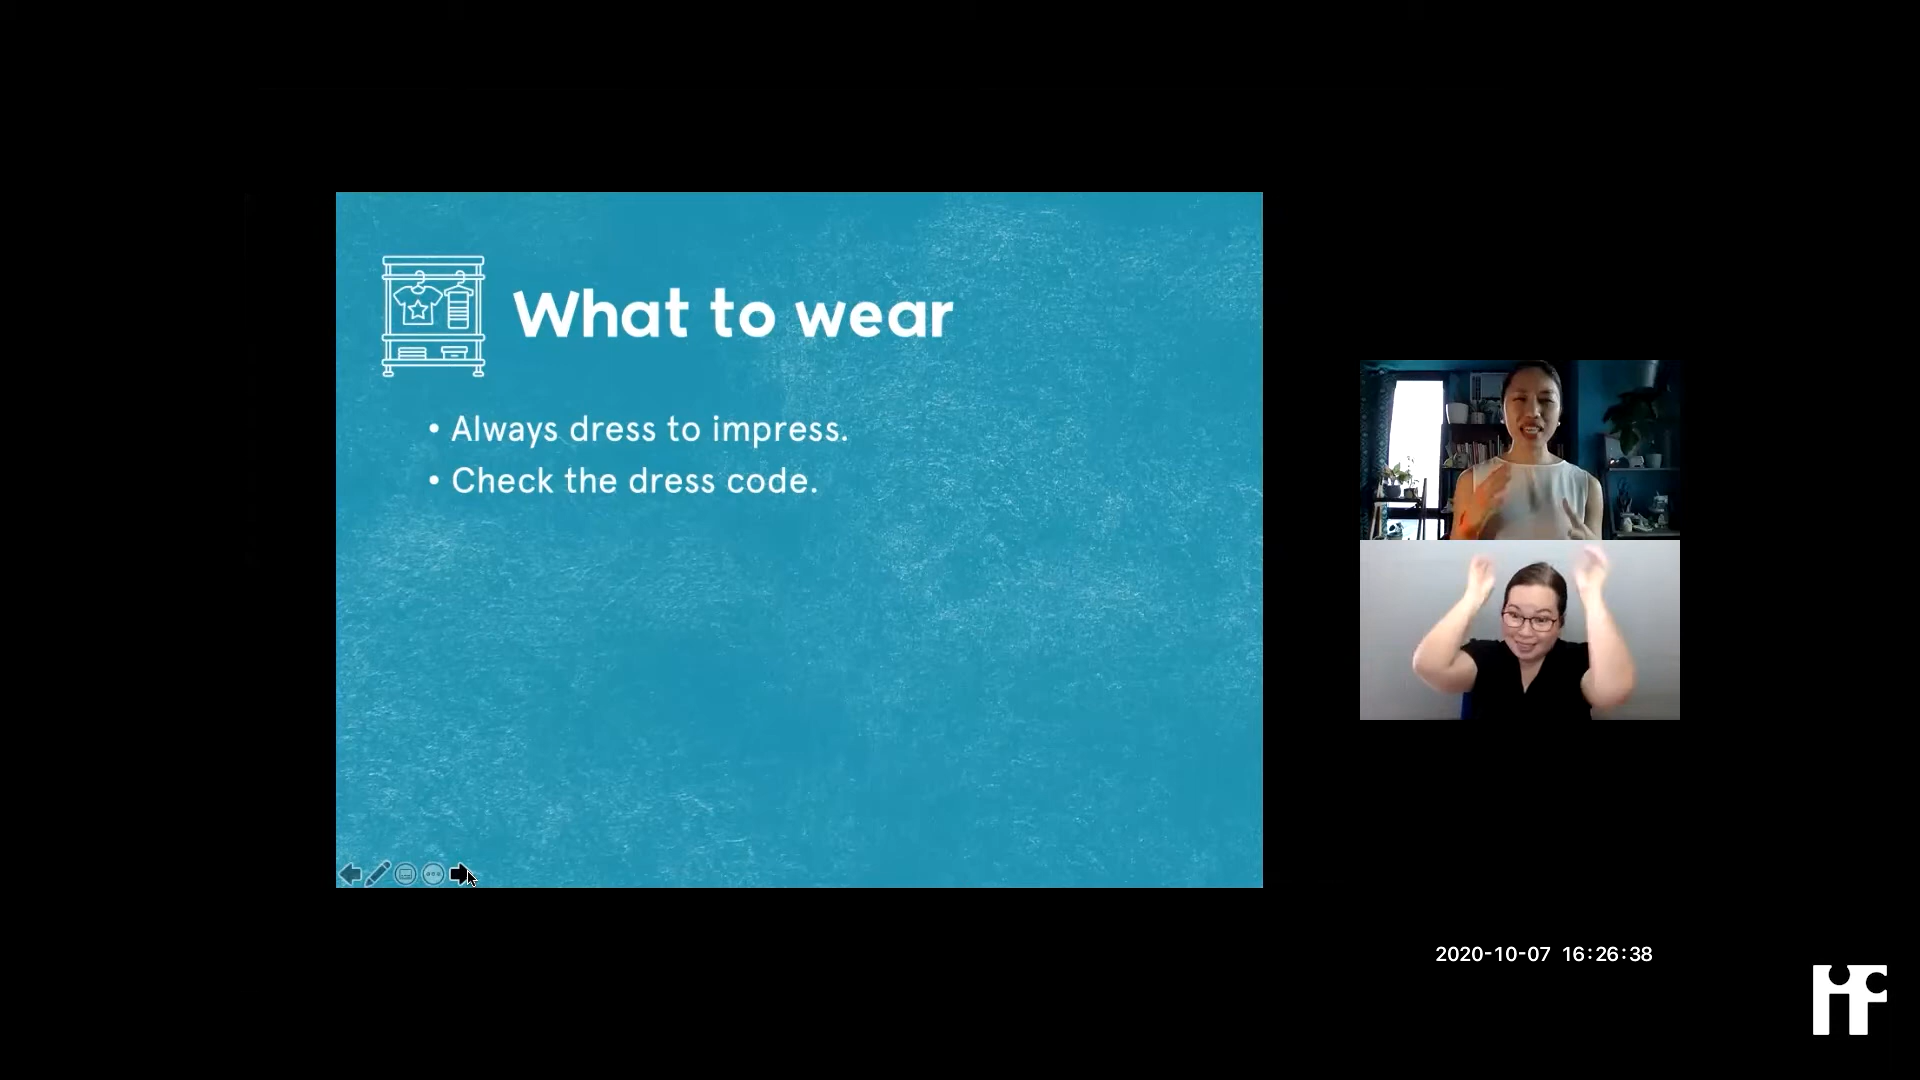 What to wear
• Always dress to impress.
• Check the dress code.
2020-10-07 16:26:38